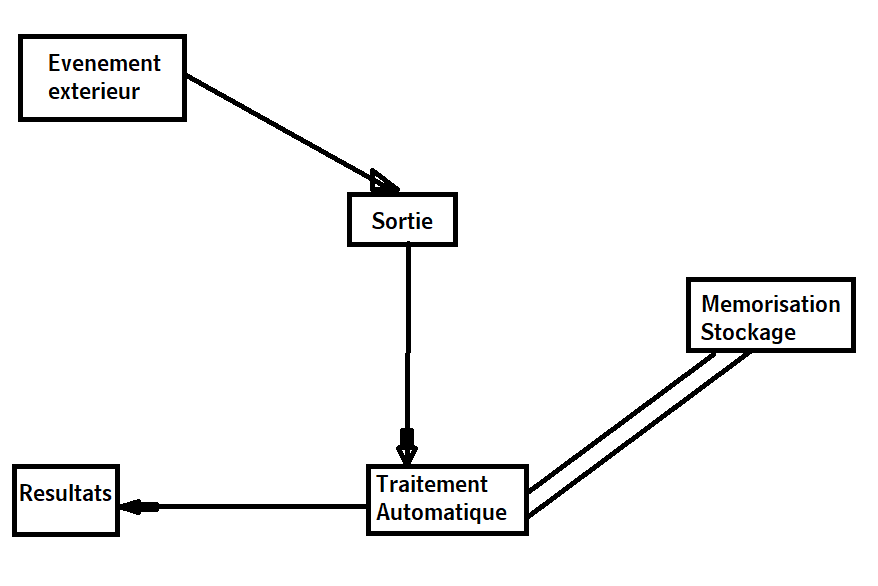 Evenement
exterieur
Sortie
Memorisation
Stockage
Resultats
Traitement
Automatique